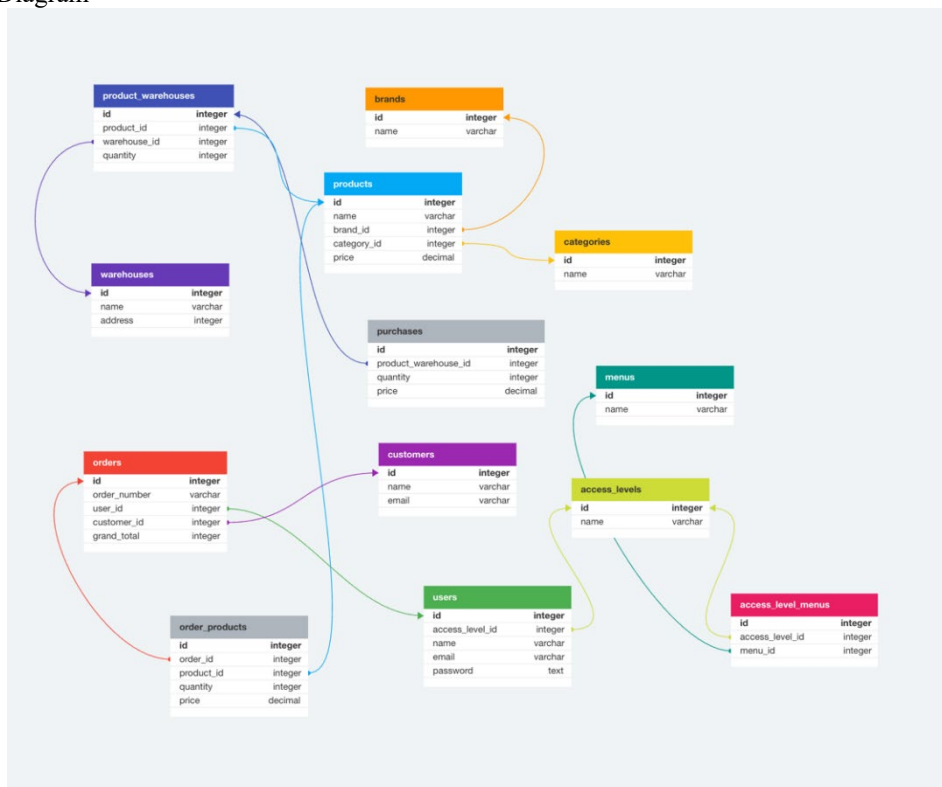 Diagram
product_warehouses
id integer
product_id integer
warehouse_id integer
quantity integer
brands
id integer
name varchar
products
id integer
name varchar
brand_id integer
category_id integer
price decimal
categories
id integer
name varchar
warehouses
id integer
name varchar
address integer
purchases
id integer
product_warehouse_id integer
quantity integer
price decimal
menus
id integer
name varchar
orders
id integer
order_number varchar
user_id integer
customer_id integer
grand_total integer
customers
id integer
name varchar
email varchar
access_levels
id integer
name varchar
users
id integer
access_level_id integer
name varchar
email varchar
password text
access_level_menus
id integer
access_level_id integer
menu_id integer
order_products
id integer
order_id integer
product_id integer
quantity integer
price decimal